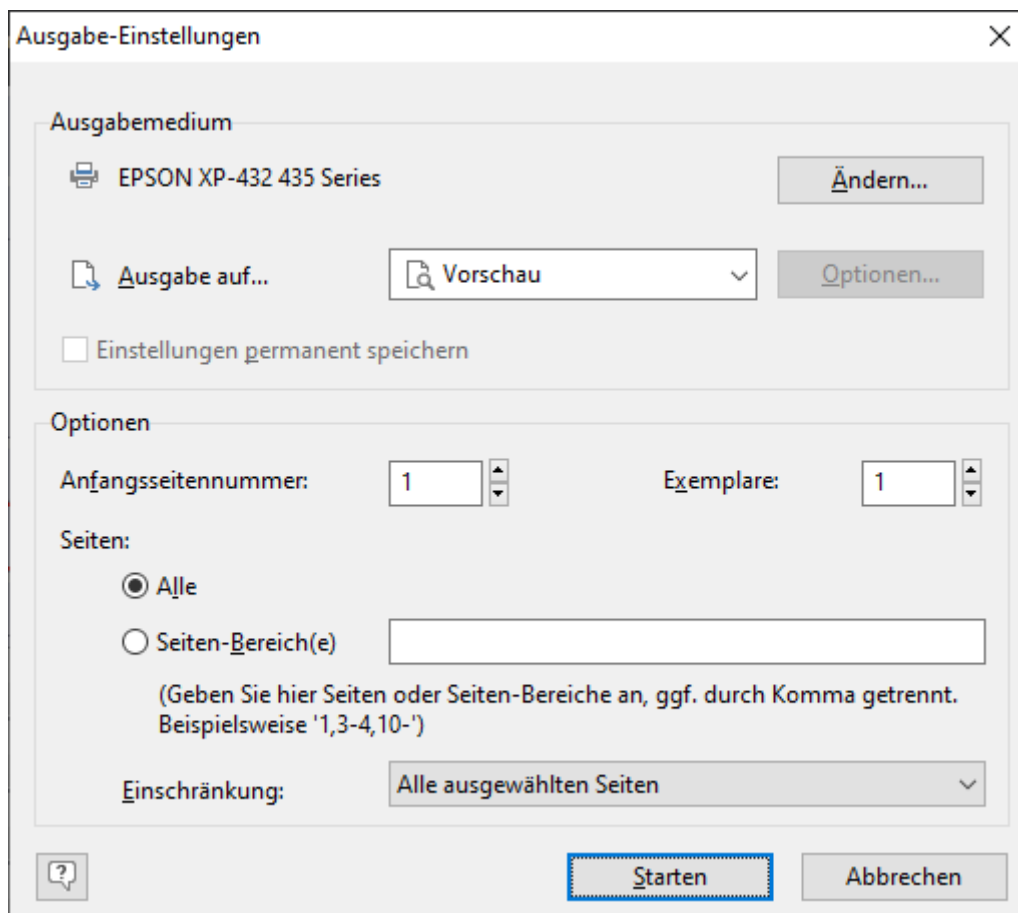 Ausgabe-Einstellungen
Ausgabemedium
EPSON XP-432 435 Series
Ändern...
Ausgabe auf...
Vorschau
Optionen...
Einstellungen permanent speichern
Optionen
Anfangsseitennummer:
1
Exemplare:
1
Seiten:
Alle
Seiten-Bereich(e)
(Geben Sie hier Seiten oder Seiten-Bereiche an, ggf. durch Komma getrennt.
Beispielsweise '1,3-4,10-')
Einschränkung:
Alle ausgewählten Seiten
Starten
Abbrechen